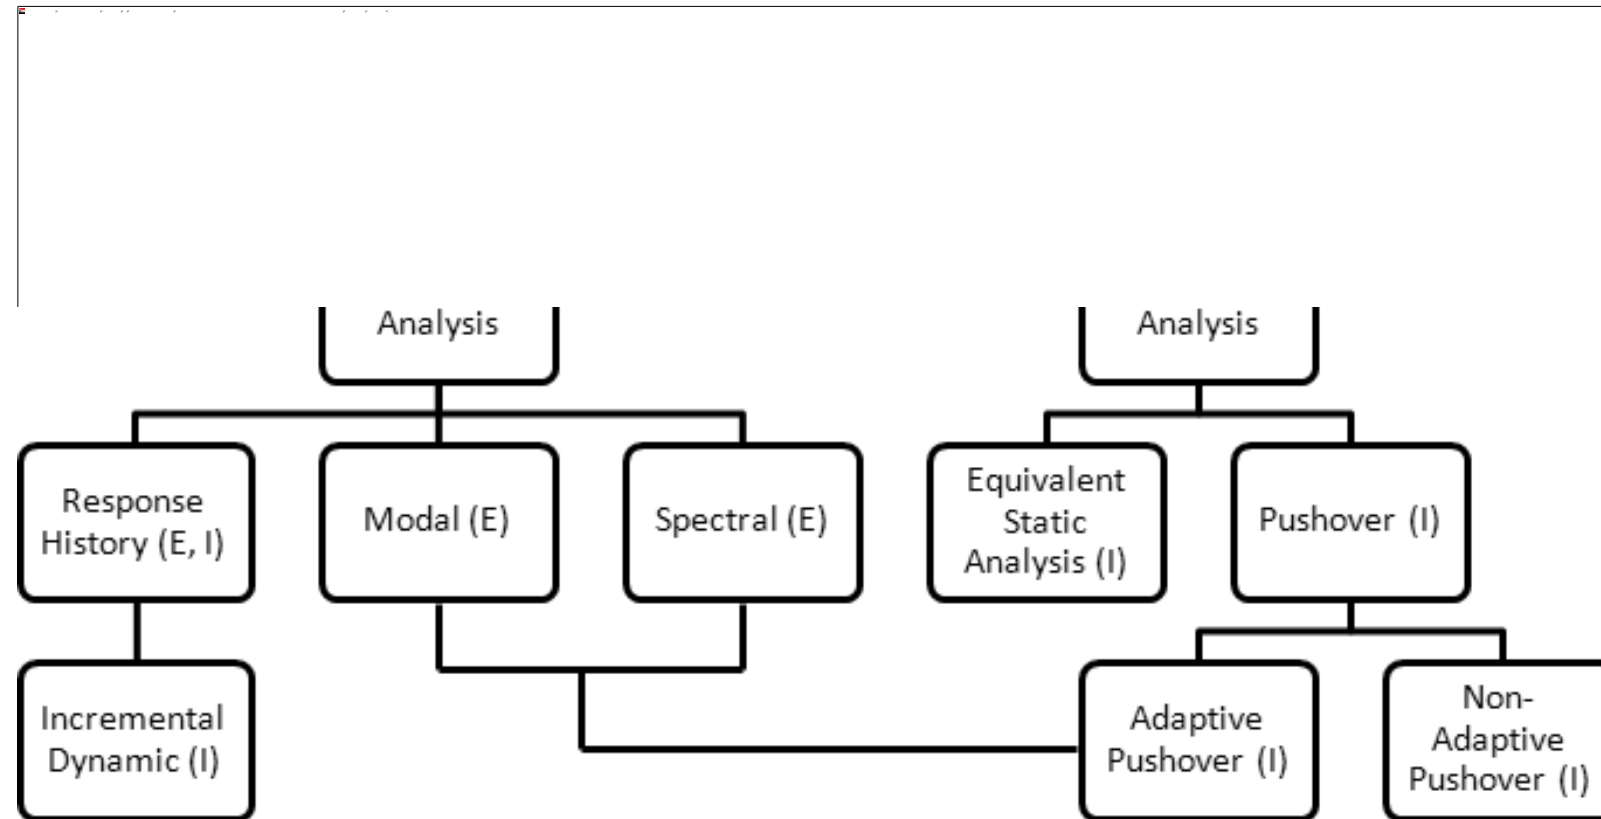 Analysis
Analysis
Response
History (E, I)
Modal (E)
Spectral (E)
Equivalent
Static
Analysis (I)
Pushover (I)
Incremental
Dynamic (I)
Adaptive
Pushover (I)
Non-
Adaptive
Pushover (I)